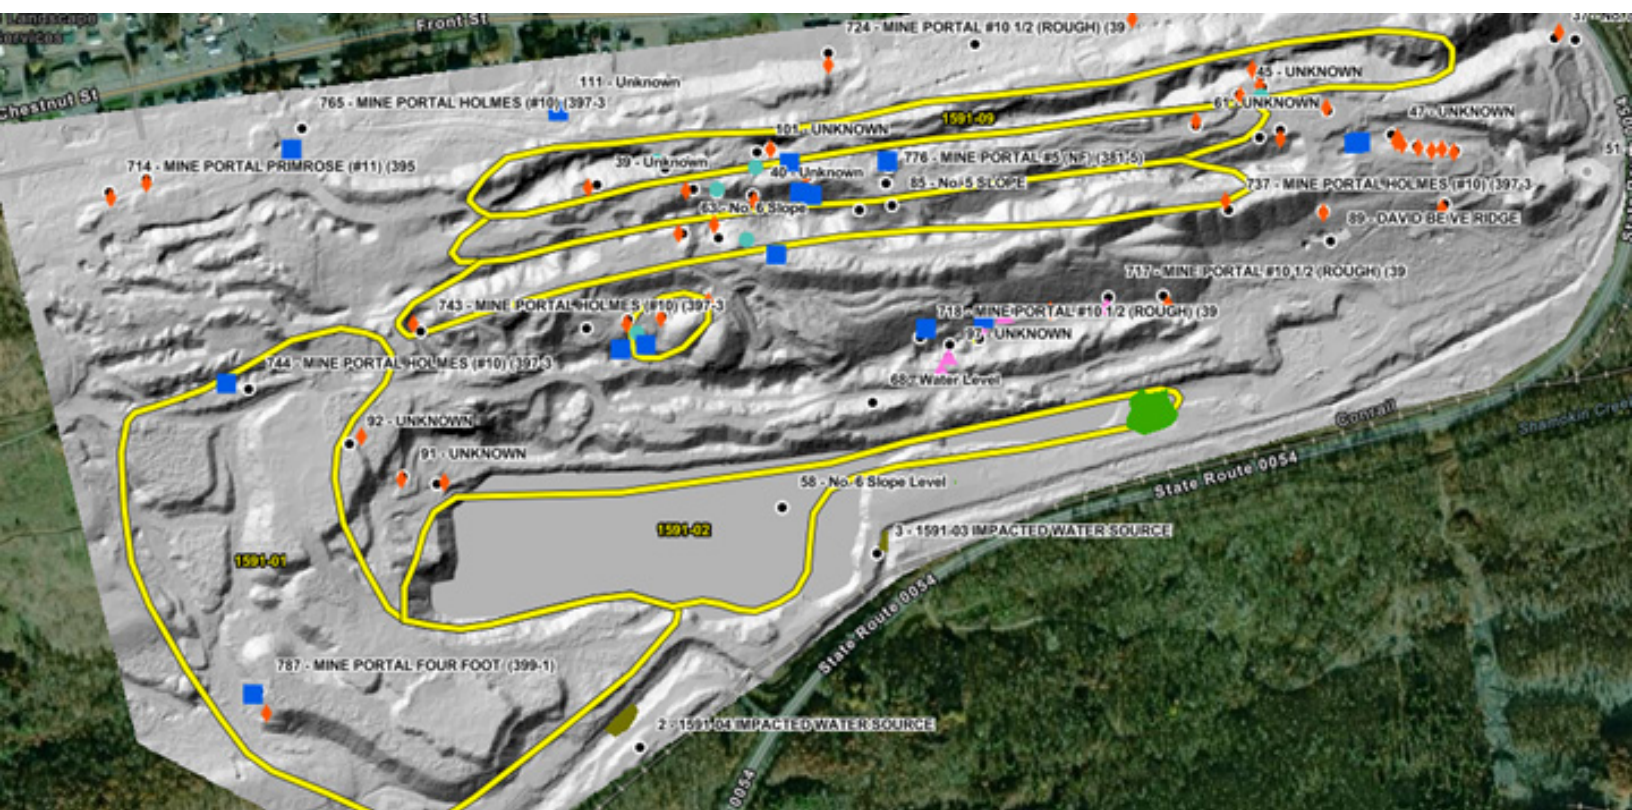 Landscape
Services
Front St
724 - MINE PORTAL #10 1/2 (ROUGH) (39
Chestnut St
111 - Unknown
45 - UNKNOWN
765 - MINE PORTAL HOLMES (#10) (397-3
61 - UNKNOWN
47 - UNKNOWN
1591-09
101 - UNKNOWN
51
714 - MINE PORTAL PRIMROSE (#11) (395
39 - Unknown
776 - MINE PORTAL #5 (NF) (381-5)
40 - Unknown
85 - No. 5 SLOPE
737 - MINE PORTAL HOLMES (#10) (397-3
63 - No. 6 Slope
89 - DAVID BE VE RIDGE
717 - MINE PORTAL #10 1/2 (ROUGH) (39
743 - MINE PORTAL HOLMES (#10) (397-3
718 - MINE PORTAL #10 1/2 (ROUGH) (39
97 - UNKNOWN
744 - MINE PORTAL HOLMES (#10) (397-3
68 - Water Level
Conrail
Shamokin Creek
92 - UNKNOWN
91 - UNKNOWN
State Route 0054
58 - No. 6 Slope Level
1591-02
3 - 1591-03 IMPACTED WATER SOURCE
1591-01
State Route 0054
787 - MINE PORTAL FOUR FOOT (399-1)
2 - 1591-04 IMPACTED WATER SOURCE
0054